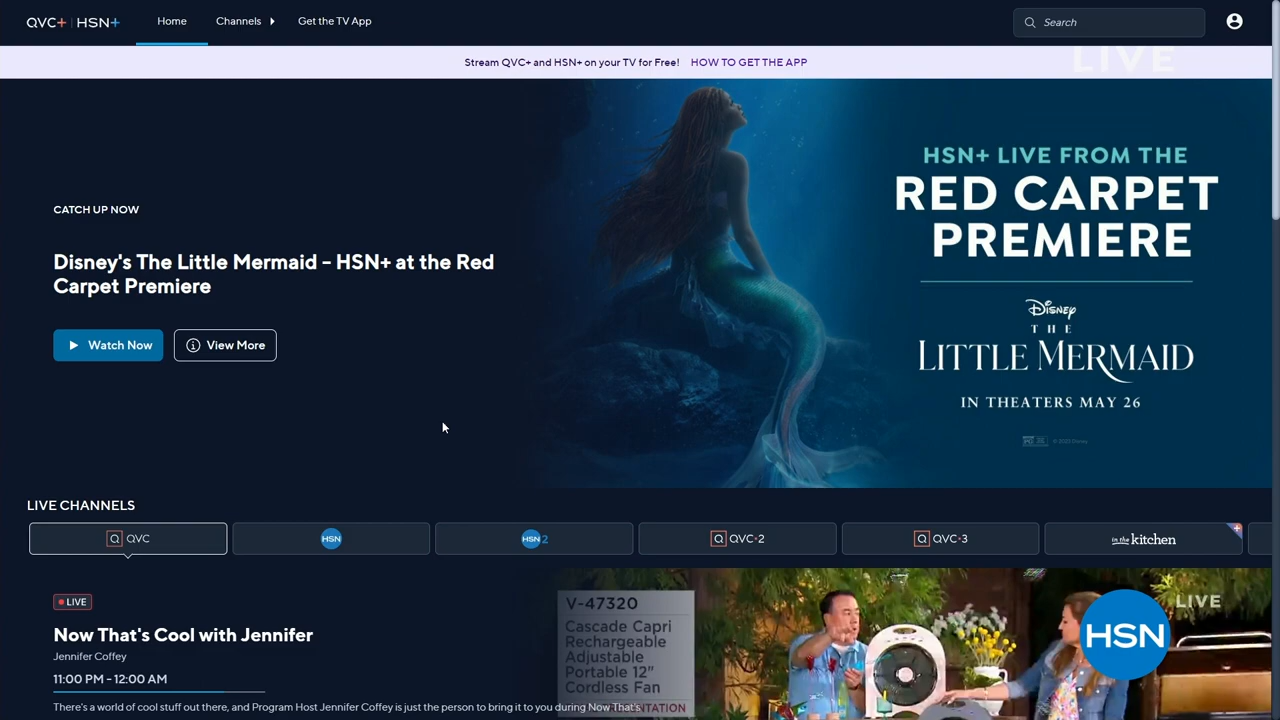 QVC+ | HSN+
Home
Channels
Get the TV App
Search
LIVE
Stream QVC+ and HSN+ on your TV for Free! HOW TO GET THE APP
CATCH UP NOW
Disney's The Little Mermaid - HSN+ at the Red
Carpet Premiere
Watch Now
View More
HSN+ LIVE FROM THE
RED CARPET
PREMIERE
Disney
THE
LITTLE MERMAID
IN THEATERS MAY 26
© 2023 Disney
LIVE CHANNELS
Q QVC
HSN
HSN 2
Q QVC•2
Q QVC•3
in the kitchen
LIVE
Now That's Cool with Jennifer
Jennifer Coffey
11:00 PM - 12:00 AM
There's a world of cool stuff out there, and Program Host Jennifer Coffey is just the person to bring it to you during Now That's
V-47320
Cascade Capri
Rechargeable
Adjustable
Portable 12"
Cordless Fan
HSN
LIVE